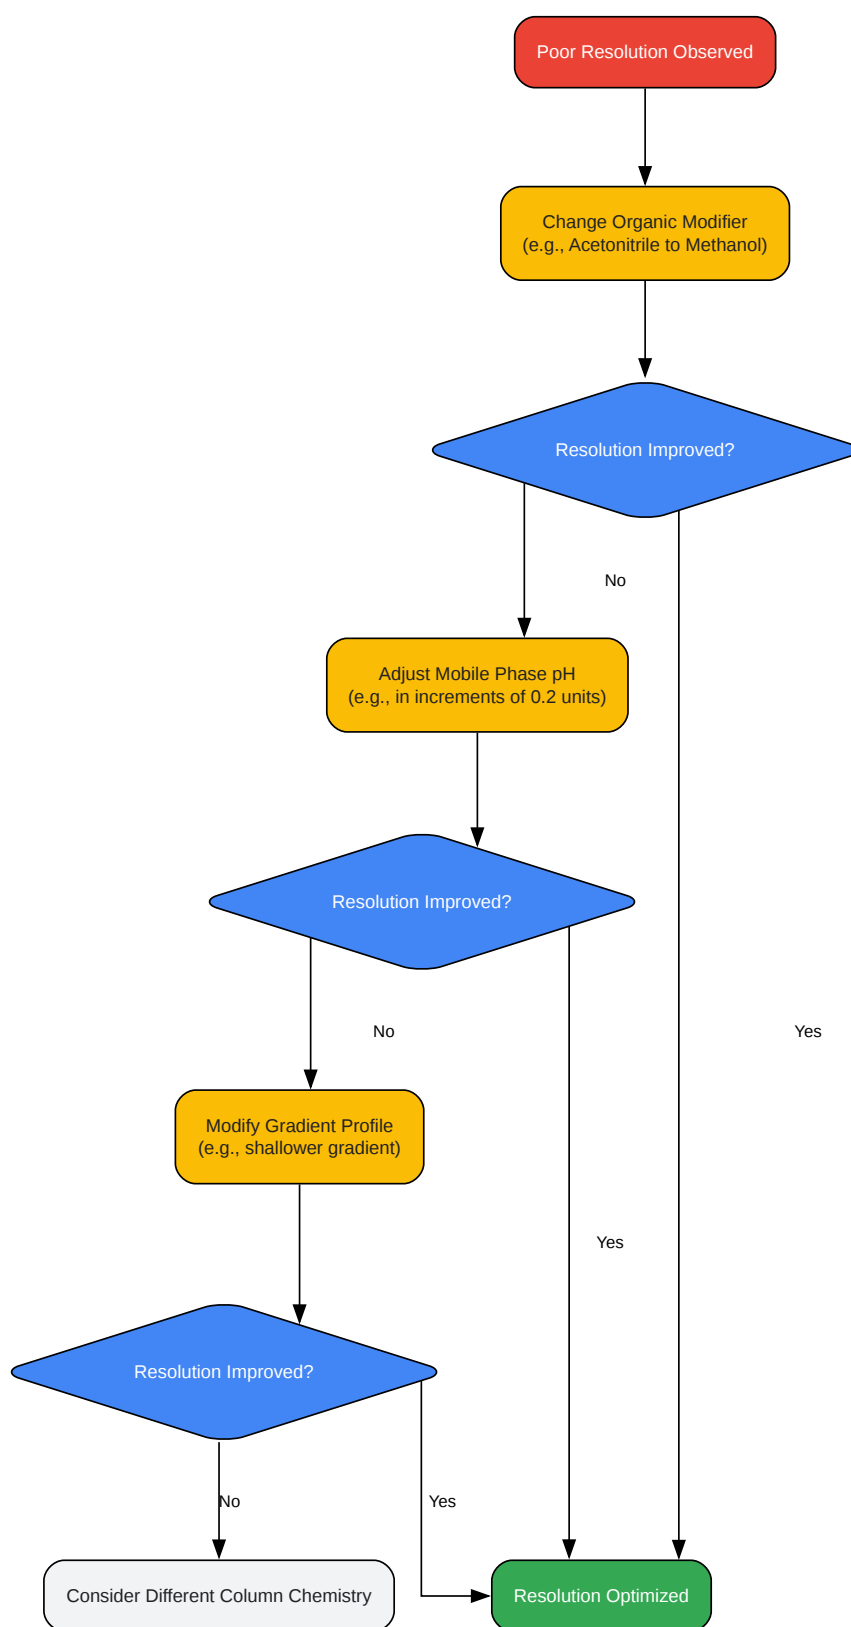 Poor Resolution Observed
Change Organic Modifier
(e.g., Acetonitrile to Methanol)
Resolution Improved?
No
Adjust Mobile Phase pH
(e.g., in increments of 0.2 units)
Resolution Improved?
No
Yes
Modify Gradient Profile
(e.g., shallower gradient)
Yes
Resolution Improved?
No
Yes
Consider Different Column Chemistry
Resolution Optimized